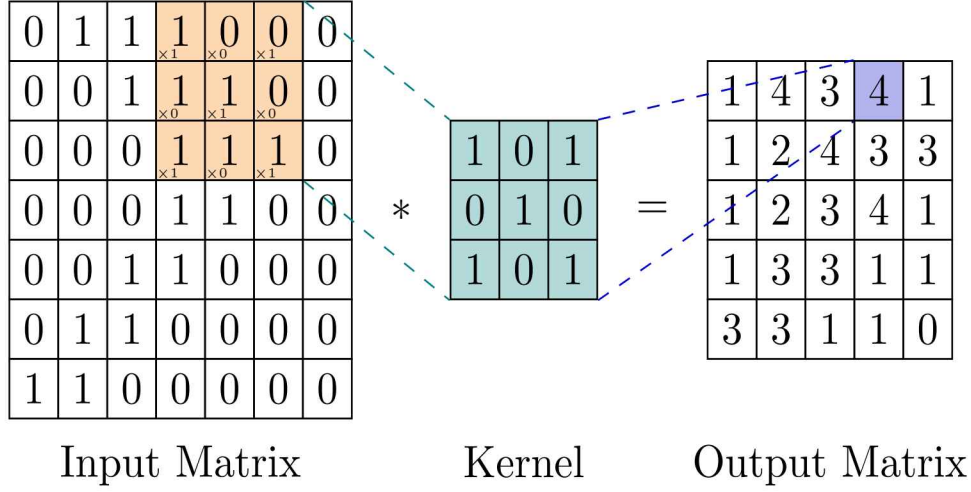 0 1 1 1 0 0 0
×1 ×0 ×1
0 0 1 1 1 0 0
×0 ×1 ×0
0 0 0 1 1 1 0
×1 ×0 ×1
0 0 0 1 1 0 0
0 0 1 1 0 0 0
0 1 1 0 0 0 0
1 1 0 0 0 0 0
Input Matrix
*
1 0 1
0 1 0
1 0 1
Kernel
=
1 4 3 4 1
1 2 4 3 3
1 2 3 4 1
1 3 3 1 1
3 3 1 1 0
Output Matrix